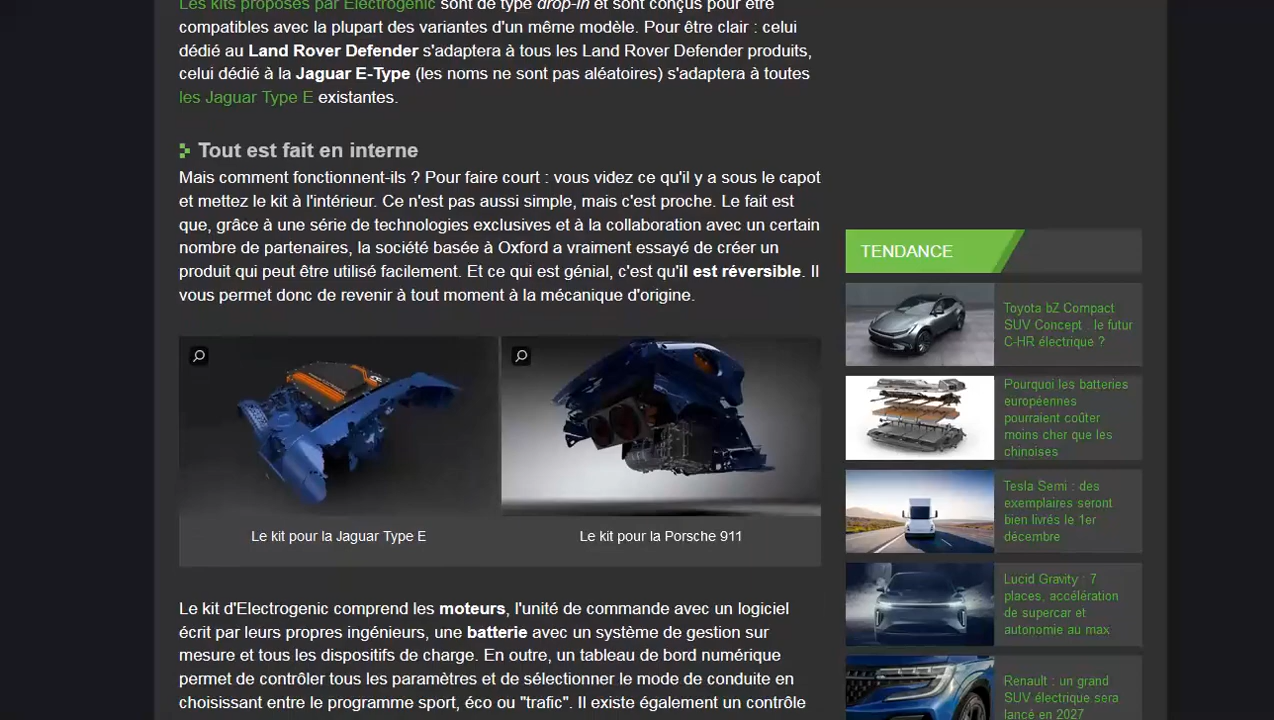 Les kits proposés par Electrogenic sont de type drop-in et sont conçus pour être
compatibles avec la plupart des variantes d'un même modèle. Pour être clair : celui
dédié au Land Rover Defender s'adaptera à tous les Land Rover Defender produits,
celui dédié à la Jaguar E-Type (les noms ne sont pas aléatoires) s'adaptera à toutes
les Jaguar Type E existantes.
Tout est fait en interne
Mais comment fonctionnent-ils ? Pour faire court : vous videz ce qu'il y a sous le capot
et mettez le kit à l'intérieur. Ce n'est pas aussi simple, mais c'est proche. Le fait est
que, grâce à une série de technologies exclusives et à la collaboration avec un certain
nombre de partenaires, la société basée à Oxford a vraiment essayé de créer un
produit qui peut être utilisé facilement. Et ce qui est génial, c'est qu'il est réversible. Il
vous permet donc de revenir à tout moment à la mécanique d'origine.
Le kit pour la Jaguar Type E
Le kit pour la Porsche 911
Le kit d'Electrogenic comprend les moteurs, l'unité de commande avec un logiciel
écrit par leurs propres ingénieurs, une batterie avec un système de gestion sur
mesure et tous les dispositifs de charge. En outre, un tableau de bord numérique
permet de contrôler tous les paramètres et de sélectionner le mode de conduite en
choisissant entre le programme sport, éco ou "trafic". Il existe également un contrôle
TENDANCE
Toyota bZ Compact
SUV Concept : le futur
C-HR électrique ?
Pourquoi les batteries
européennes
pourraient coûter
moins cher que les
chinoises
Tesla Semi : des
exemplaires seront
bien livrés le 1er
décembre
Lucid Gravity : 7
places, accélération
de supercar et
autonomie au max
Renault : un grand
SUV électrique sera
lancé en 2027